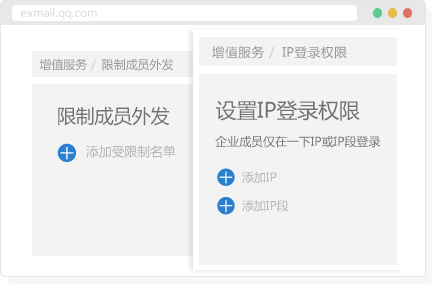 exmail.qq.com
增值服务 / 限制成员外发
限制成员外发
添加受限制名单
增值服务 / IP登录权限
设置IP登录权限
企业成员仅在一下IP或IP段登录
添加IP
添加IP段